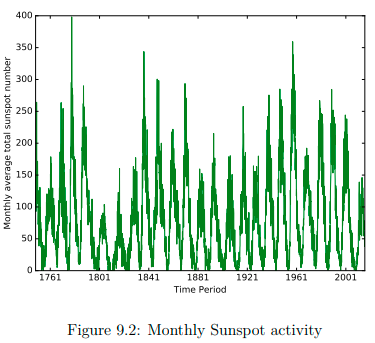 400
350
300
250
200
150
100
50
0
Monthly average total sunspot number
1761 1801 1841 1881 1921 1961 2001
Time Period
Figure 9.2: Monthly Sunspot activity